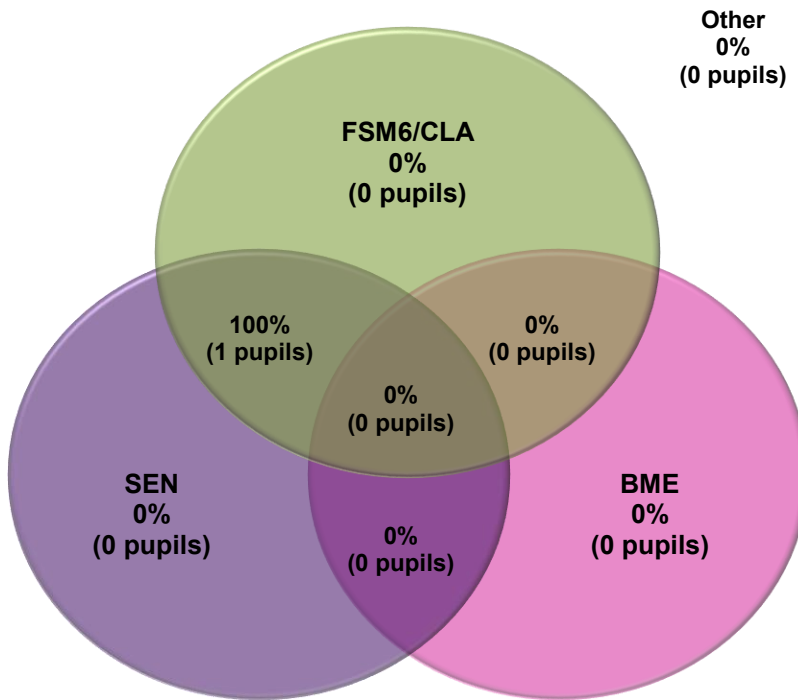 Other
0%
(0 pupils)
FSM6/CLA
0%
(0 pupils)
100%
(1 pupils)
0%
(0 pupils)
0%
(0 pupils)
SEN
0%
(0 pupils)
BME
0%
(0 pupils)
0%
(0 pupils)